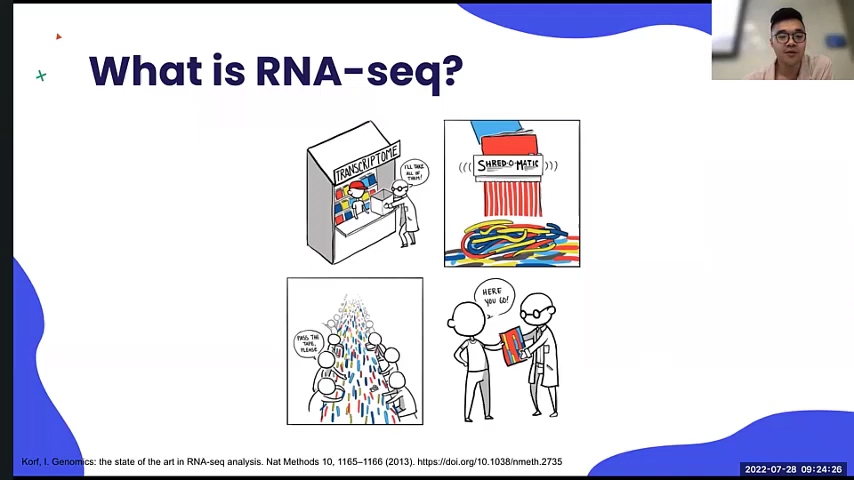 What is RNA-seq?
TRANSCRIPTOME
I'LL TAKE
ALL OF
THEM!
SHRED-O-MATIC
PASS THE
TAPE,
PLEASE
HERE
YOU GO!
Korf, I. Genomics: the state of the art in RNA-seq analysis. Nat Methods 10, 1165–1166 (2013). https://doi.org/10.1038/nmeth.2735
2022-07-28 09:24:26